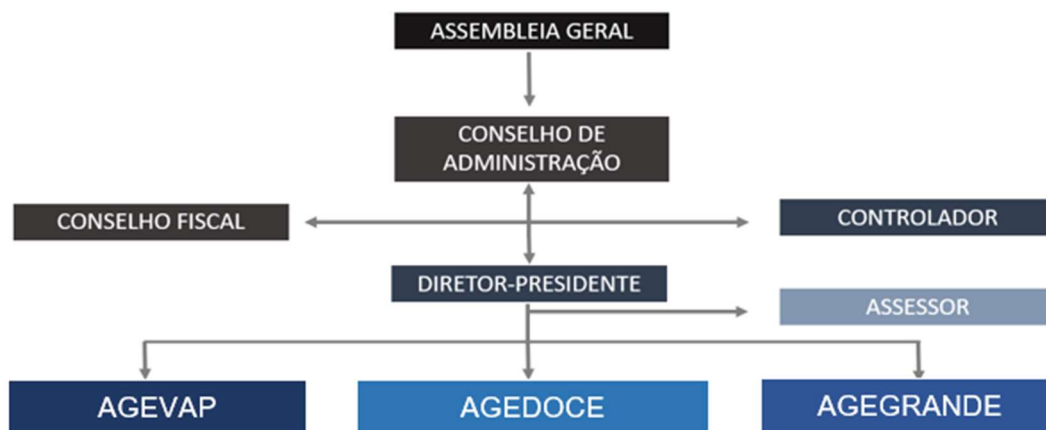 ASSEMBLEIA GERAL
CONSELHO DE
ADMINISTRAÇÃO
CONSELHO FISCAL
CONTROLADOR
DIRETOR-PRESIDENTE
ASSESSOR
AGEVAP
AGEDOCE
AGEGRANDE